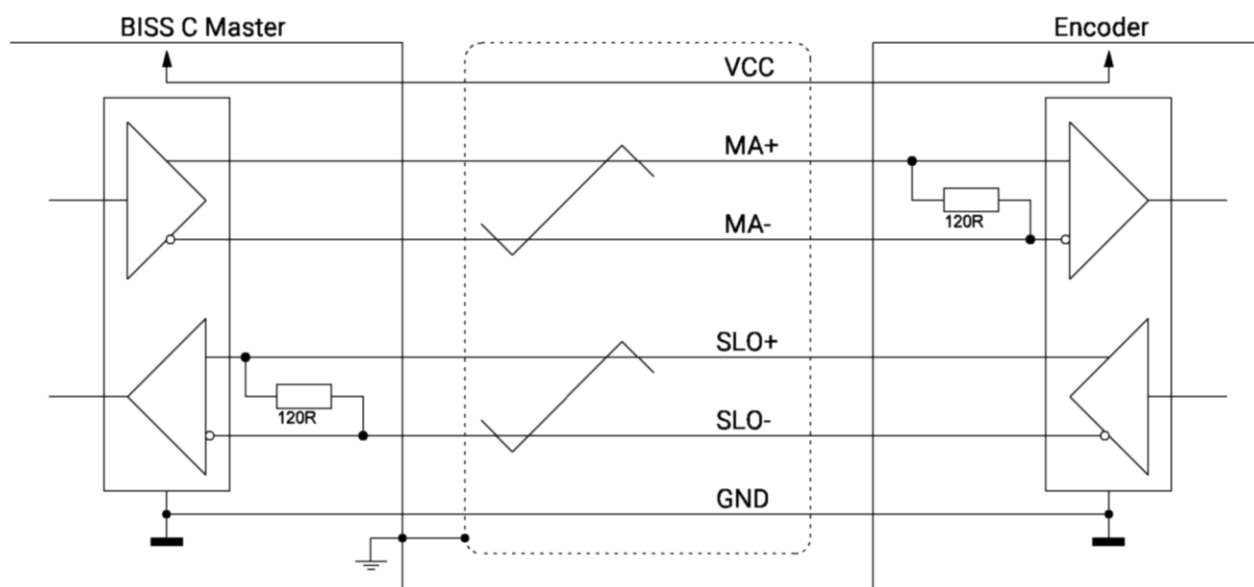 BISS C Master
Encoder
VCC
MA+
MA-
120R
SLO+
120R
SLO-
GND